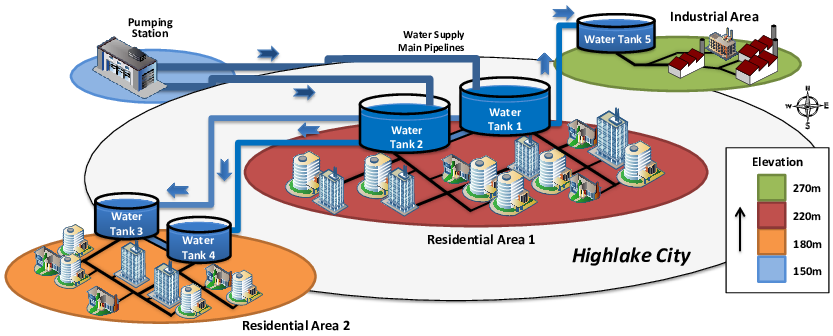 Pumping
Station
Water Supply
Main Pipelines
Industrial Area
Water Tank 5
Water
Tank 1
Water
Tank 2
N
W
E
S
Elevation
270m
220m
180m
150m
Water
Tank 3
Water
Tank 4
Residential Area 1
Highlake City
Residential Area 2